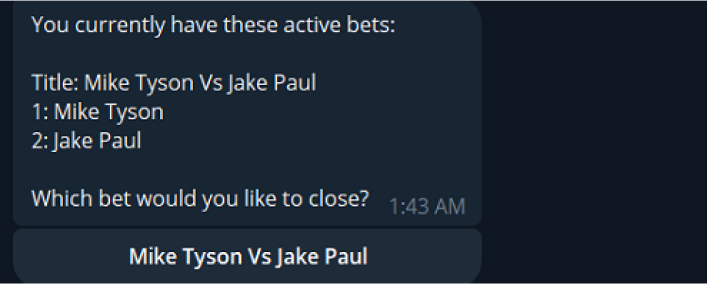 You currently have these active bets:
Title: Mike Tyson Vs Jake Paul
1: Mike Tyson
2: Jake Paul
Which bet would you like to close?
1:43 AM
Mike Tyson Vs Jake Paul